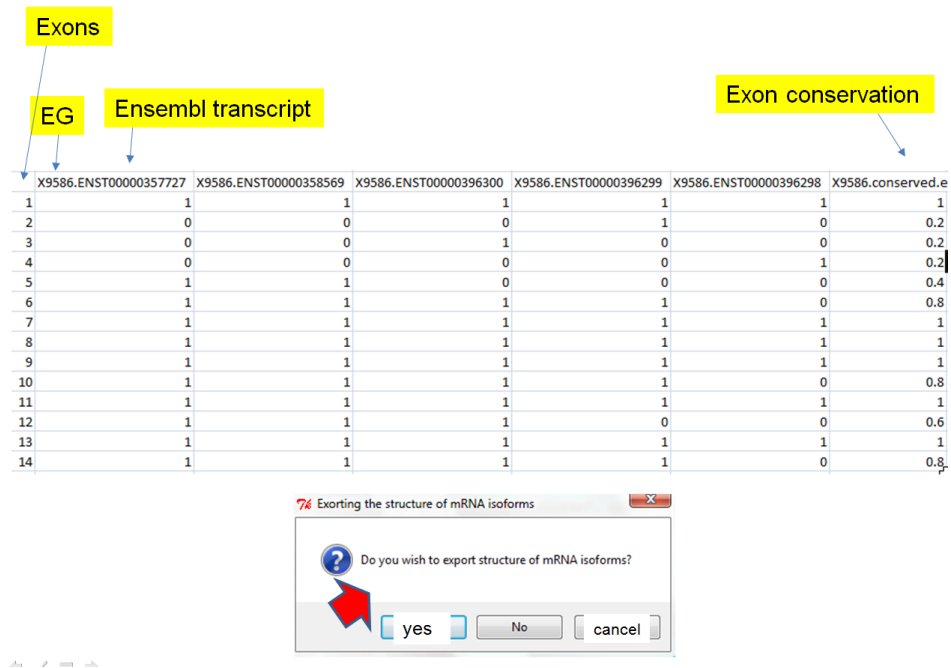 Exons
EG
Ensembl transcript
Exon conservation
X9586.ENST00000357727 X9586.ENST00000358569 X9586.ENST00000396300 X9586.ENST00000396299 X9586.ENST00000396298 X9586.conserved.e
1 1 1 1 1 1 1
2 0 0 0 1 0 0.2
3 0 0 1 0 0 0.2
4 0 0 0 0 1 0.2
5 1 1 0 0 0 0.4
6 1 1 1 1 0 0.8
7 1 1 1 1 1 1
8 1 1 1 1 1 1
9 1 1 1 1 1 1
10 1 1 1 1 0 0.8
11 1 1 1 1 1 1
12 1 1 1 0 0 0.6
13 1 1 1 1 1 1
14 1 1 1 1 0 0.8
Exorting the structure of mRNA isoforms
Do you wish to export structure of mRNA isoforms?
yes No cancel